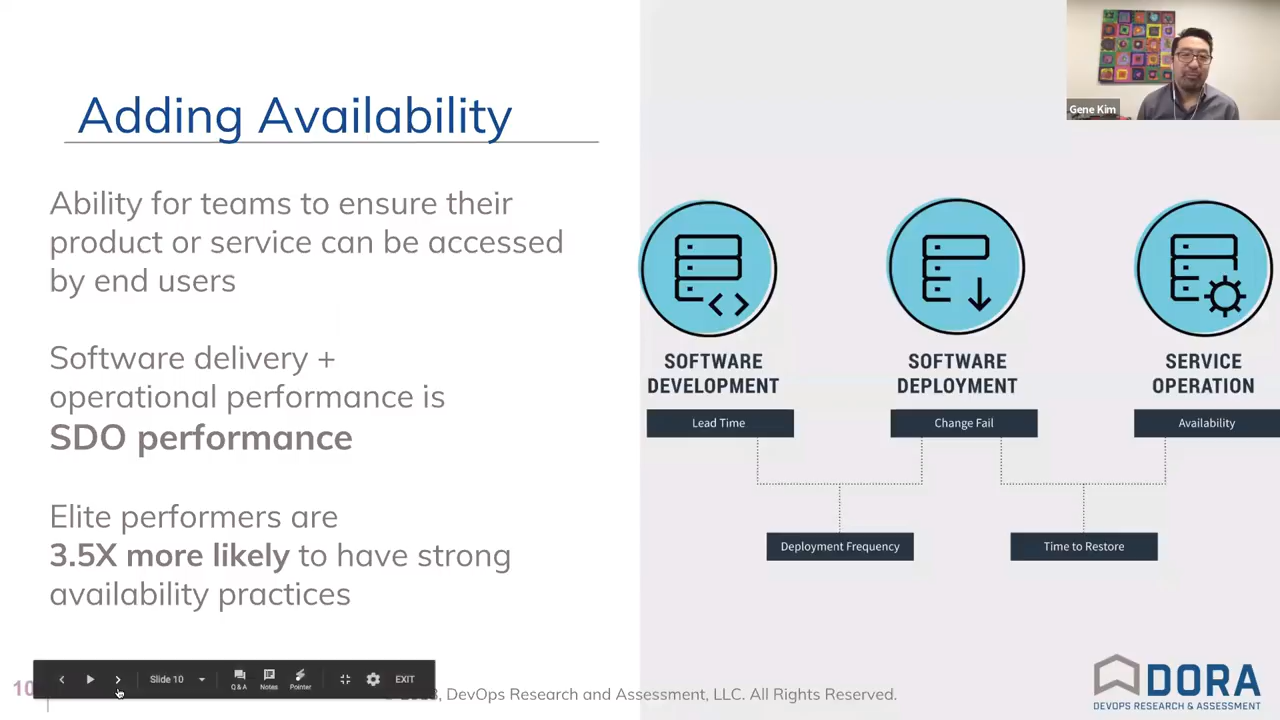 Adding Availability
Gene Kim
Ability for teams to ensure their
product or service can be accessed
by end users
Software delivery +
operational performance is
SDO performance
Elite performers are
3.5X more likely to have strong
availability practices
SOFTWARE
DEVELOPMENT
Lead Time
SOFTWARE
DEPLOYMENT
Change Fail
SERVICE
OPERATION
Availability
Deployment Frequency
Time to Restore
10
Slide 10
Q & A
Notes
Pointer
EXIT
DevOps Research and Assessment, LLC. All Rights Reserved.
DORA
DEVOPS RESEARCH & ASSESSMENT